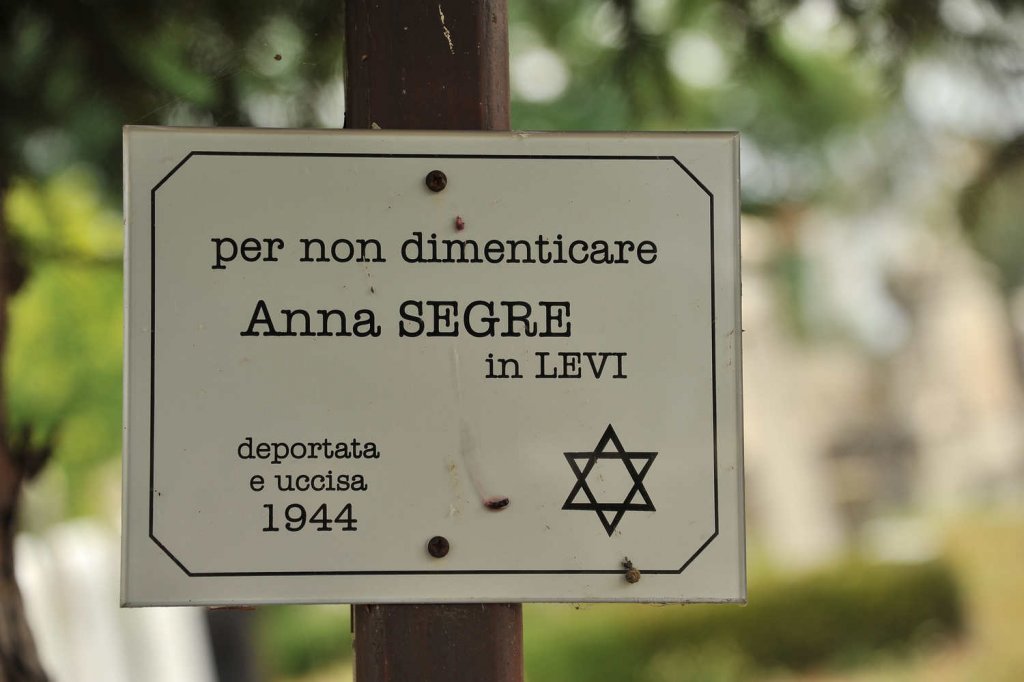 per non dimenticare
Anna SEGRE
in LEVI
deportata
e uccisa
1944